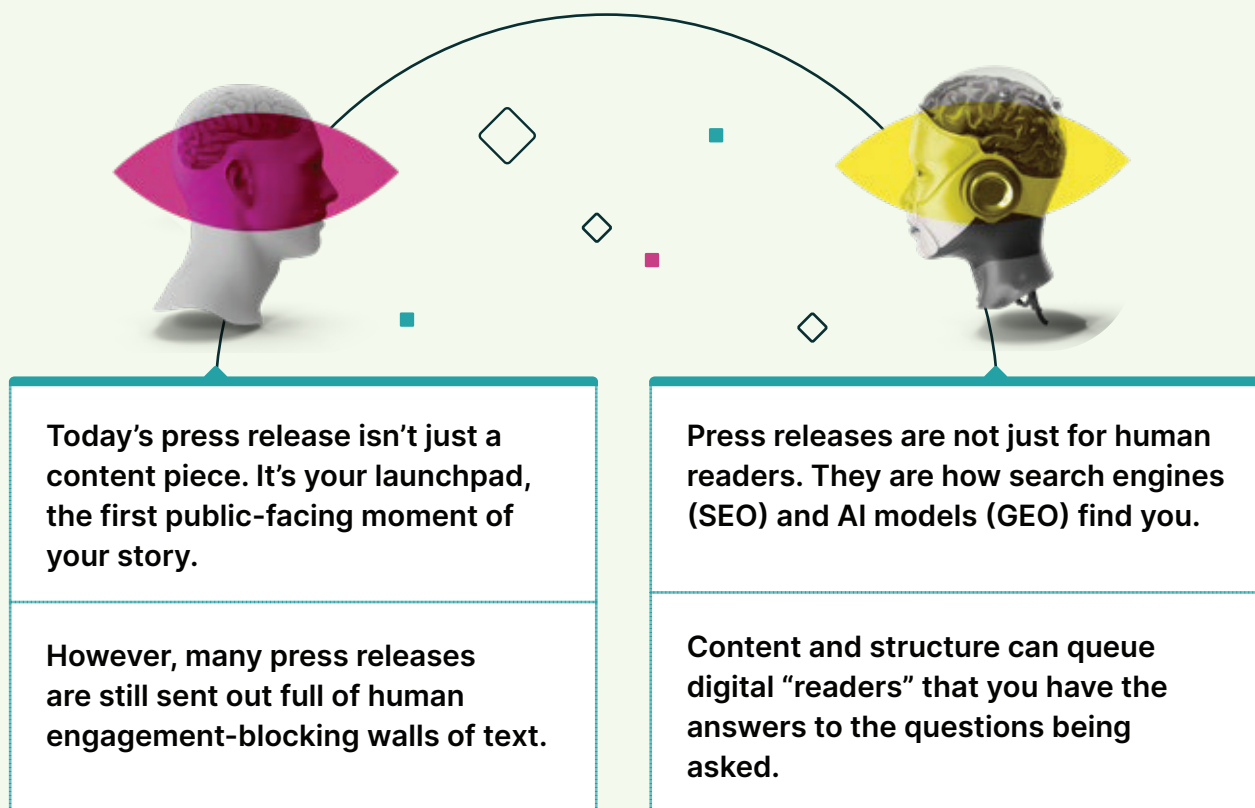 Today’s press release isn’t just a
content piece. It’s your launchpad,
the first public-facing moment of
your story.
However, many press releases
are still sent out full of human
engagement-blocking walls of text.
Press releases are not just for human
readers. They are how search engines
(SEO) and AI models (GEO) find you.
Content and structure can queue
digital “readers” that you have the
answers to the questions being
asked.